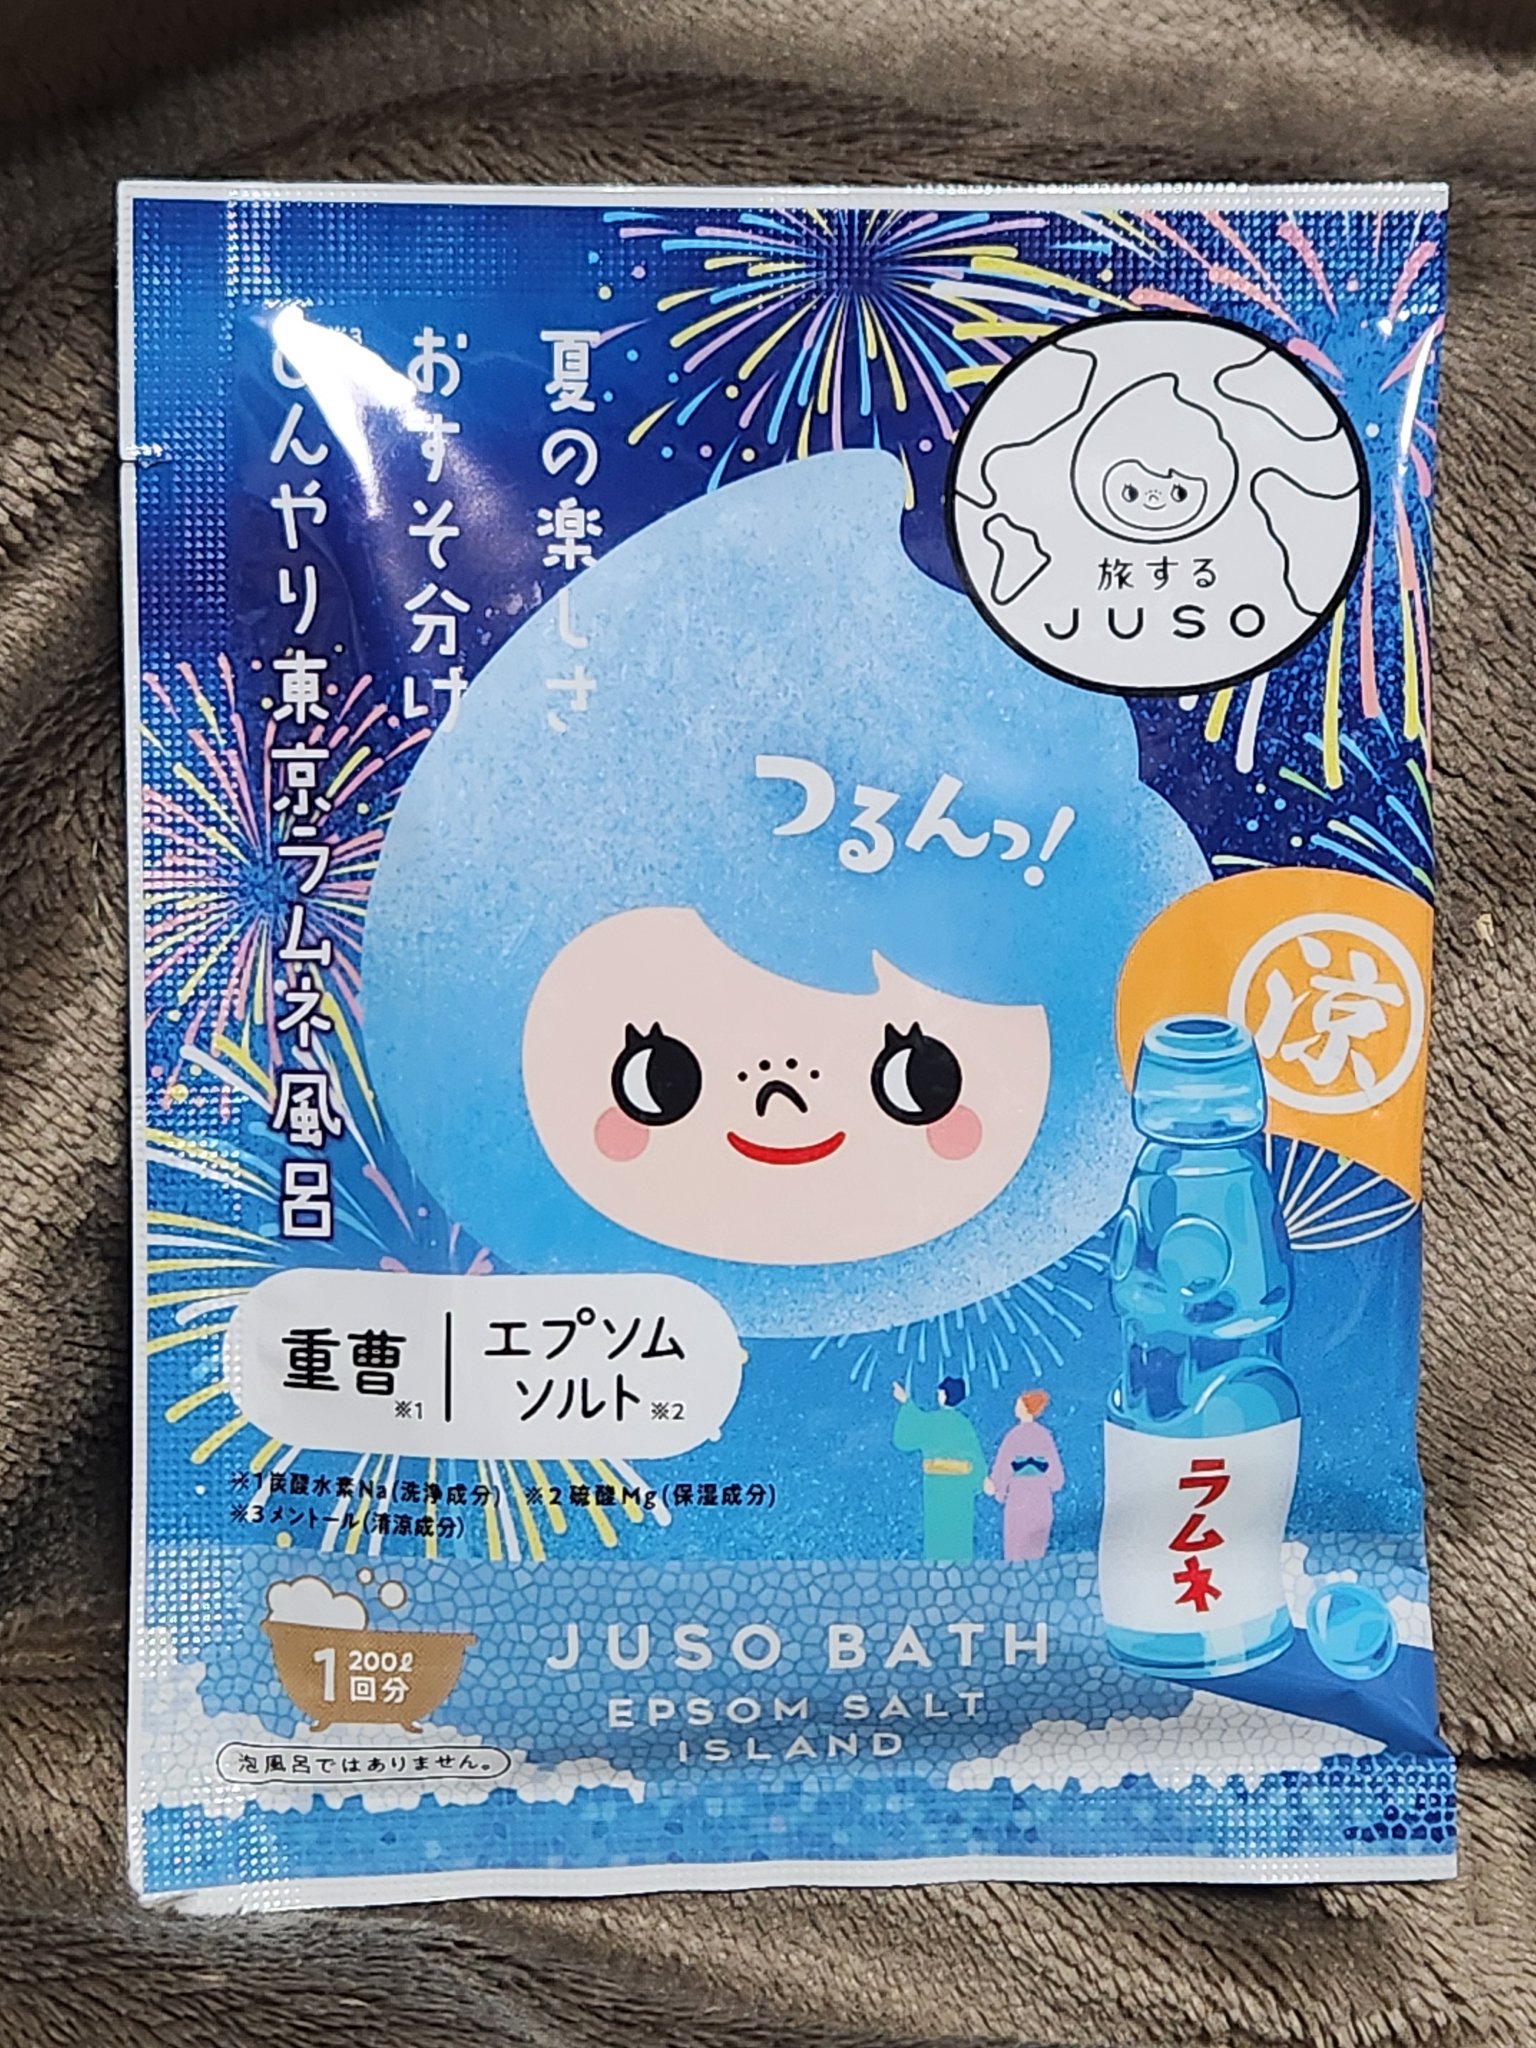 夏の楽しさ
おすそ分け
ひんやり東京ラムネ風呂
※3
旅する
JUSO
つるんっ!
涼
重曹※1
エプソム
ソルト※2
※1炭酸水素Na(洗浄成分) ※2硫酸Mg(保湿成分)
※3メントール(清涼成分)
ラムネ
1回分
200ℓ
JUSO BATH
EPSOM SALT
ISLAND
泡風呂ではありません。